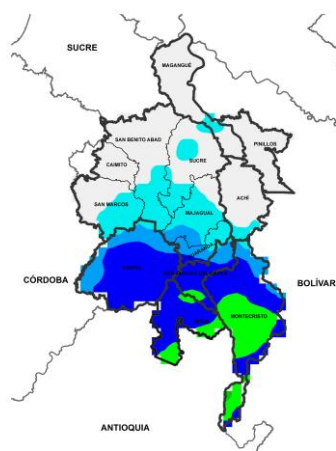 SUCRE
MAGANGUÉ
SAN BENITO ABAD
PINILLOS
SUCRE
CAIMITO
ACHÍ
SAN MARCOS
MAJAGUAL
CÓRDOBA
BOLÍVAR
MONTECRISTO
ANTIOQUIA